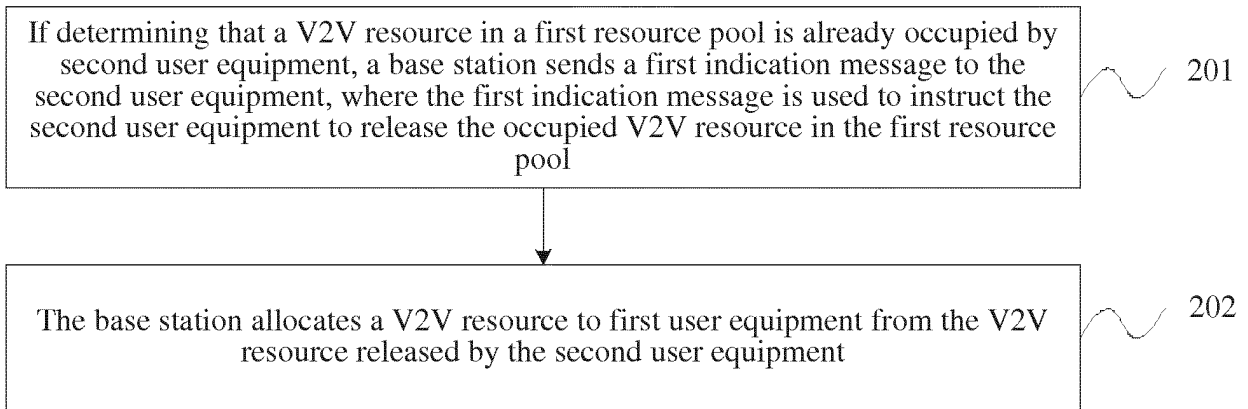 If determining that a V2V resource in a first resource pool is already occupied by
second user equipment, a base station sends a first indication message to the
second user equipment, where the first indication message is used to instruct the
second user equipment to release the occupied V2V resource in the first resource
pool
201
The base station allocates a V2V resource to first user equipment from the V2V
resource released by the second user equipment
202